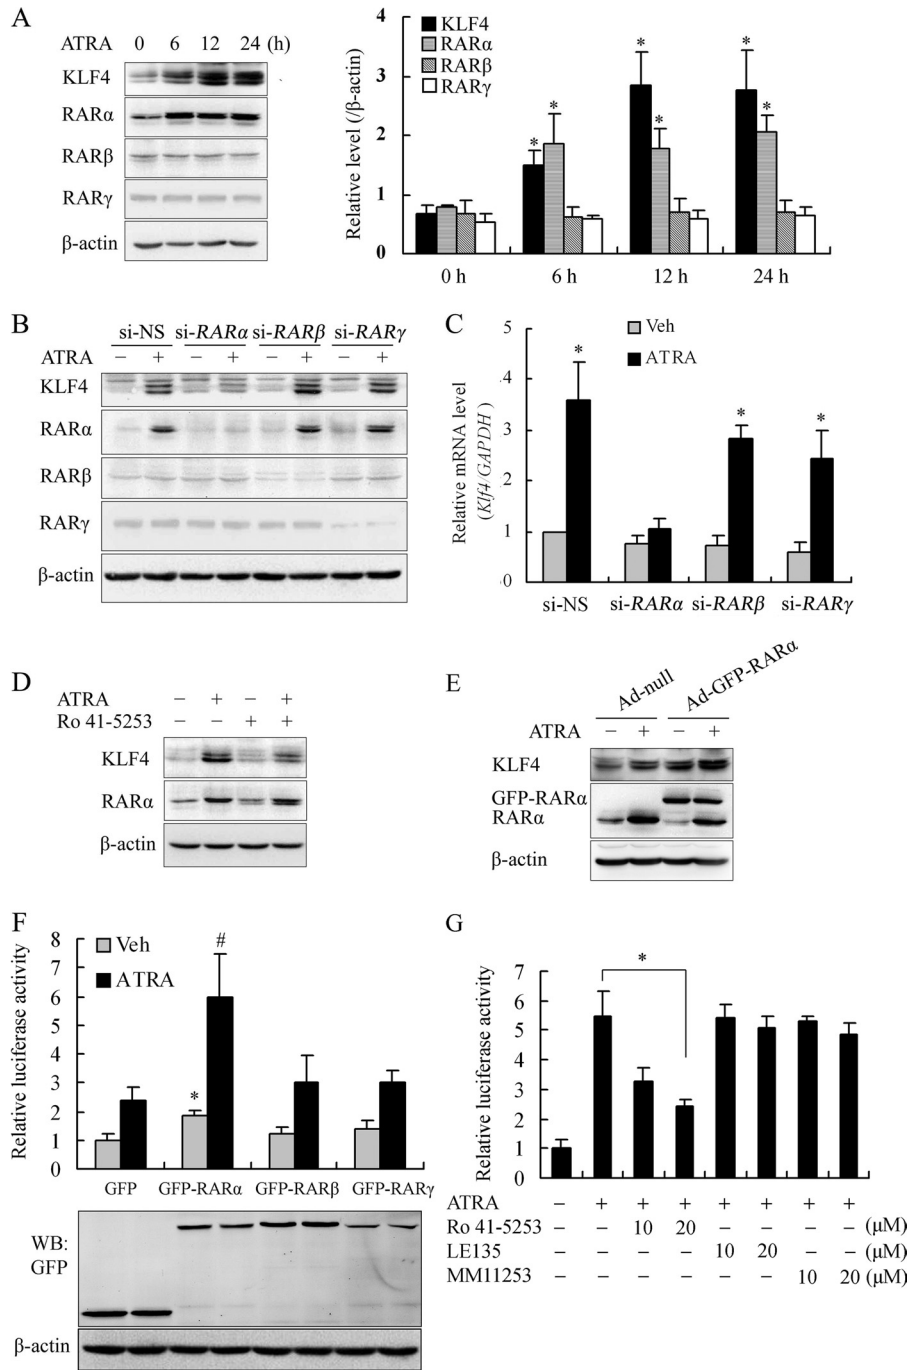 A
ATRA 0 6 12 24 (h)
KLF4
RARα
RARβ
RARγ
β-actin
Relative level (/β-actin)
4
3
2
1
0
KLF4
RARα
RARβ
RARγ
* * * * * *
0 h 6 h 12 h 24 h
B
si-NS si-RARα si-RARβ si-RARγ
ATRA – + – + – + – +
KLF4
RARα
RARβ
RARγ
β-actin
C
Relative mRNA level
(Klf4/GAPDH)
5
4
3
2
1
0
Veh
ATRA
* * *
si-NS si-RARα si-RARβ si-RARγ
D
ATRA – + – +
Ro 41-5253 – – + +
KLF4
RARα
β-actin
E
Ad-null Ad-GFP-RARα
ATRA – + – +
KLF4
GFP-RARα
RARα
β-actin
F
Relative luciferase activity
8
7
6
5
4
3
2
1
0
Veh
ATRA
* #
GFP GFP-RARα GFP-RARβ GFP-RARγ
WB:
GFP
β-actin
G
Relative luciferase activity
7
6
5
4
3
2
1
0
*
ATRA – + + + + + + +
Ro 41-5253 – – 10 20 – – – – (μM)
LE135 – – – – 10 20 – – (μM)
MM11253 – – – – – – 10 20 (μM)